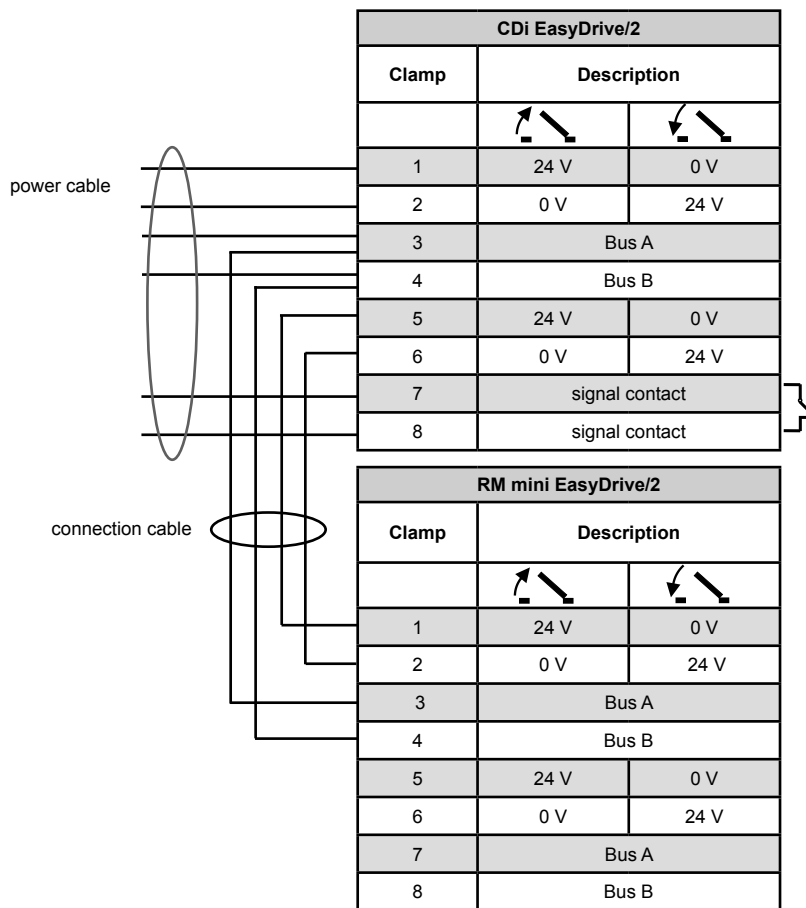 CDi EasyDrive/2
Clamp Description
1 24 V 0 V
power cable
2 0 V 24 V
3 Bus A
4 Bus B
5 24 V 0 V
6 0 V 24 V
7 signal contact
8 signal contact
RM mini EasyDrive/2
connection cable
Clamp Description
1 24 V 0 V
2 0 V 24 V
3 Bus A
4 Bus B
5 24 V 0 V
6 0 V 24 V
7 Bus A
8 Bus B